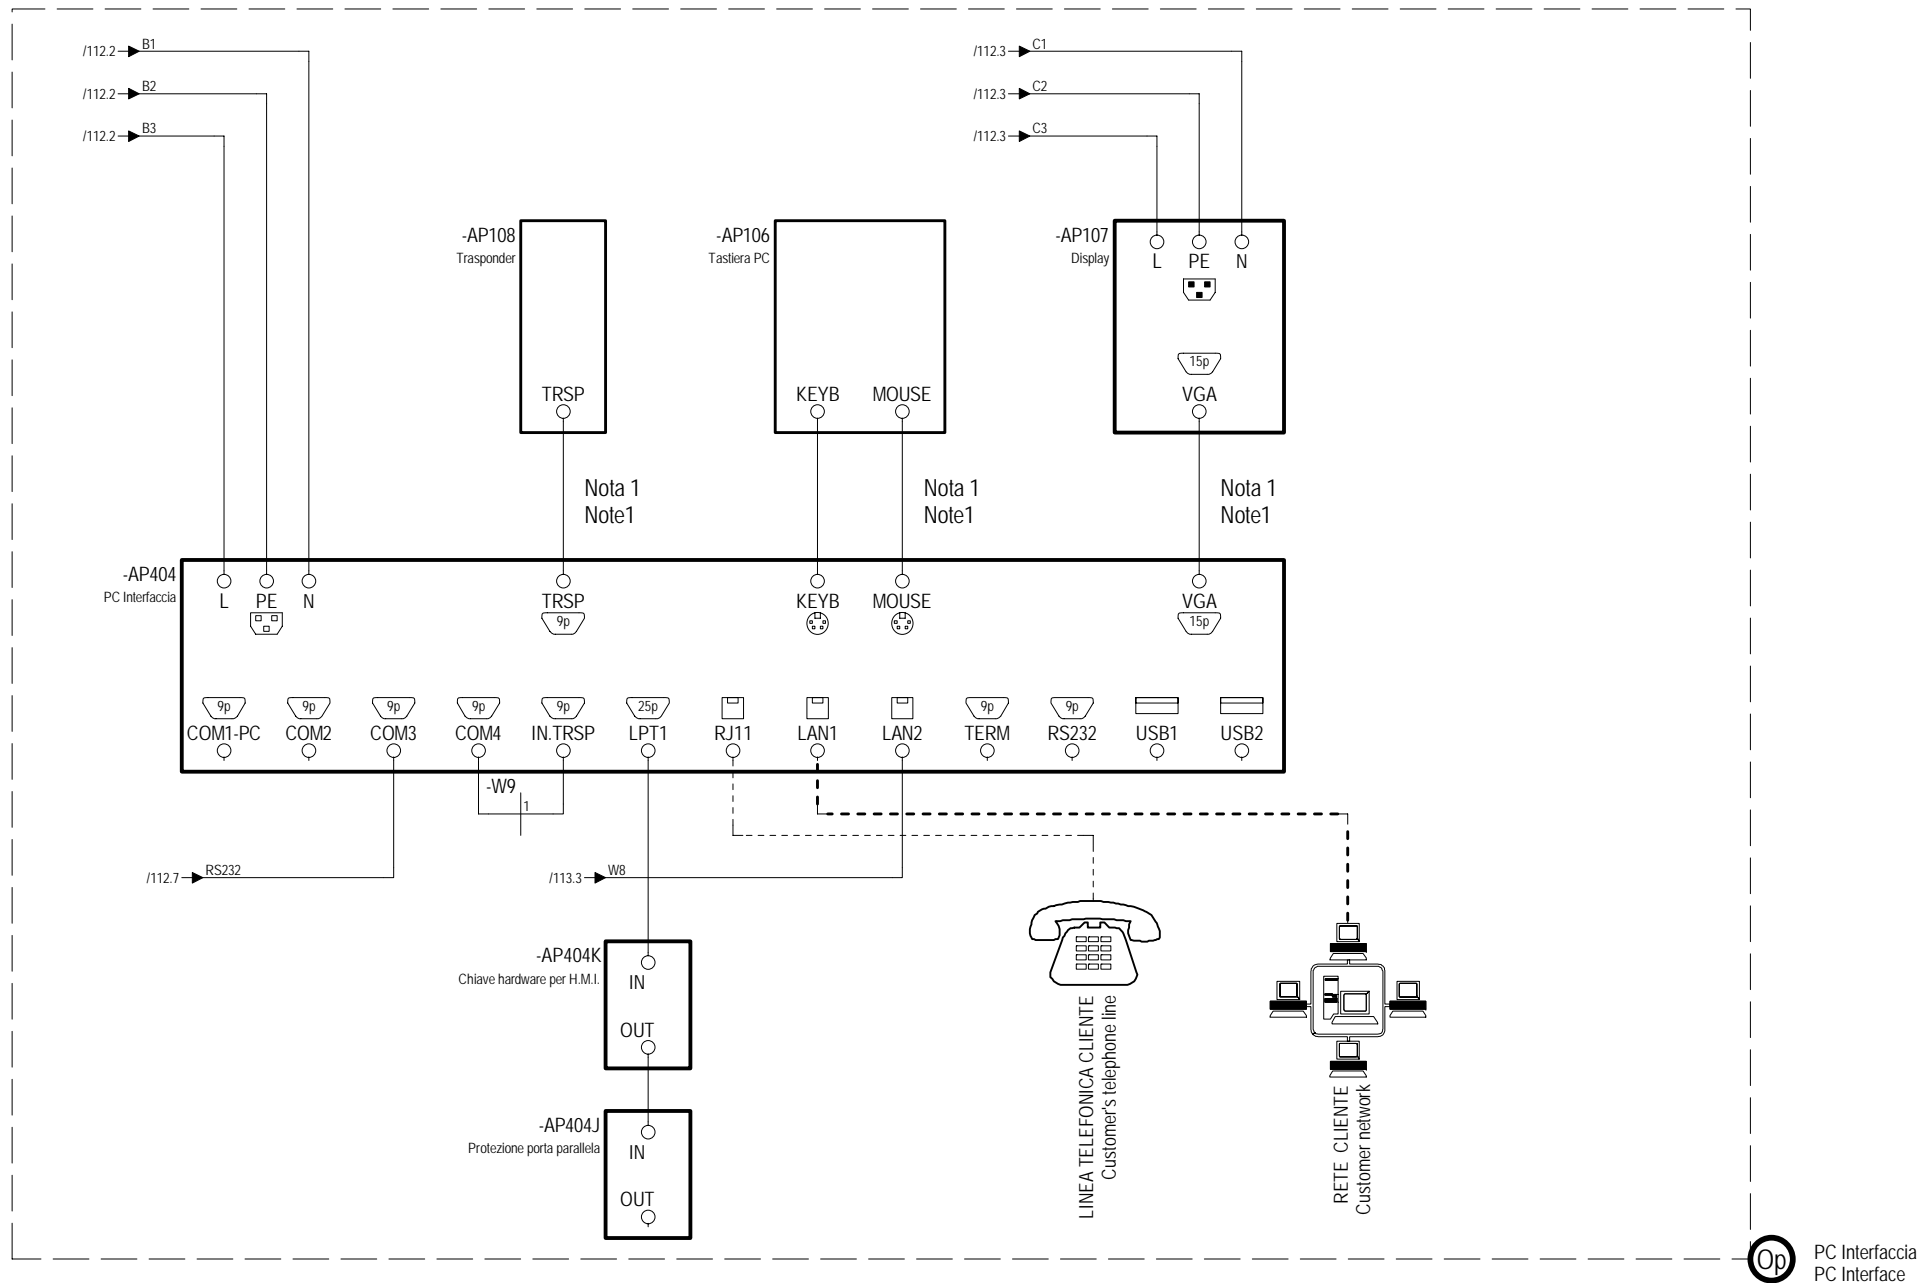 /112.2 B1
/112.2 B2
/112.2 B3
/112.3 C1
/112.3 C2
/112.3 C3
-AP108
Trasponder
TRSP
-AP106
Tastiera PC
KEYB MOUSE
-AP107
Display
L PE N
15p
VGA
Nota 1
Note1
Nota 1
Note1
Nota 1
Note1
-AP404
PC Interfaccia
L PE N
TRSP
9p
KEYB MOUSE
VGA
15p
9p 9p 9p 9p 9p 25p 9p 9p
COM1-PC COM2 COM3 COM4 IN.TRSP LPT1 RJ11 LAN1 LAN2 TERM RS232 USB1 USB2
-W9
1
/112.7 RS232
/113.3 W8
-AP404K
Chiave hardware per H.M.I.
IN
OUT
-AP404J
Protezione porta parallela
IN
OUT
LINEA TELEFONICA CLIENTE
Customer's telephone line
RETE CLIENTE
Customer network
Op
PC Interfaccia
PC Interface